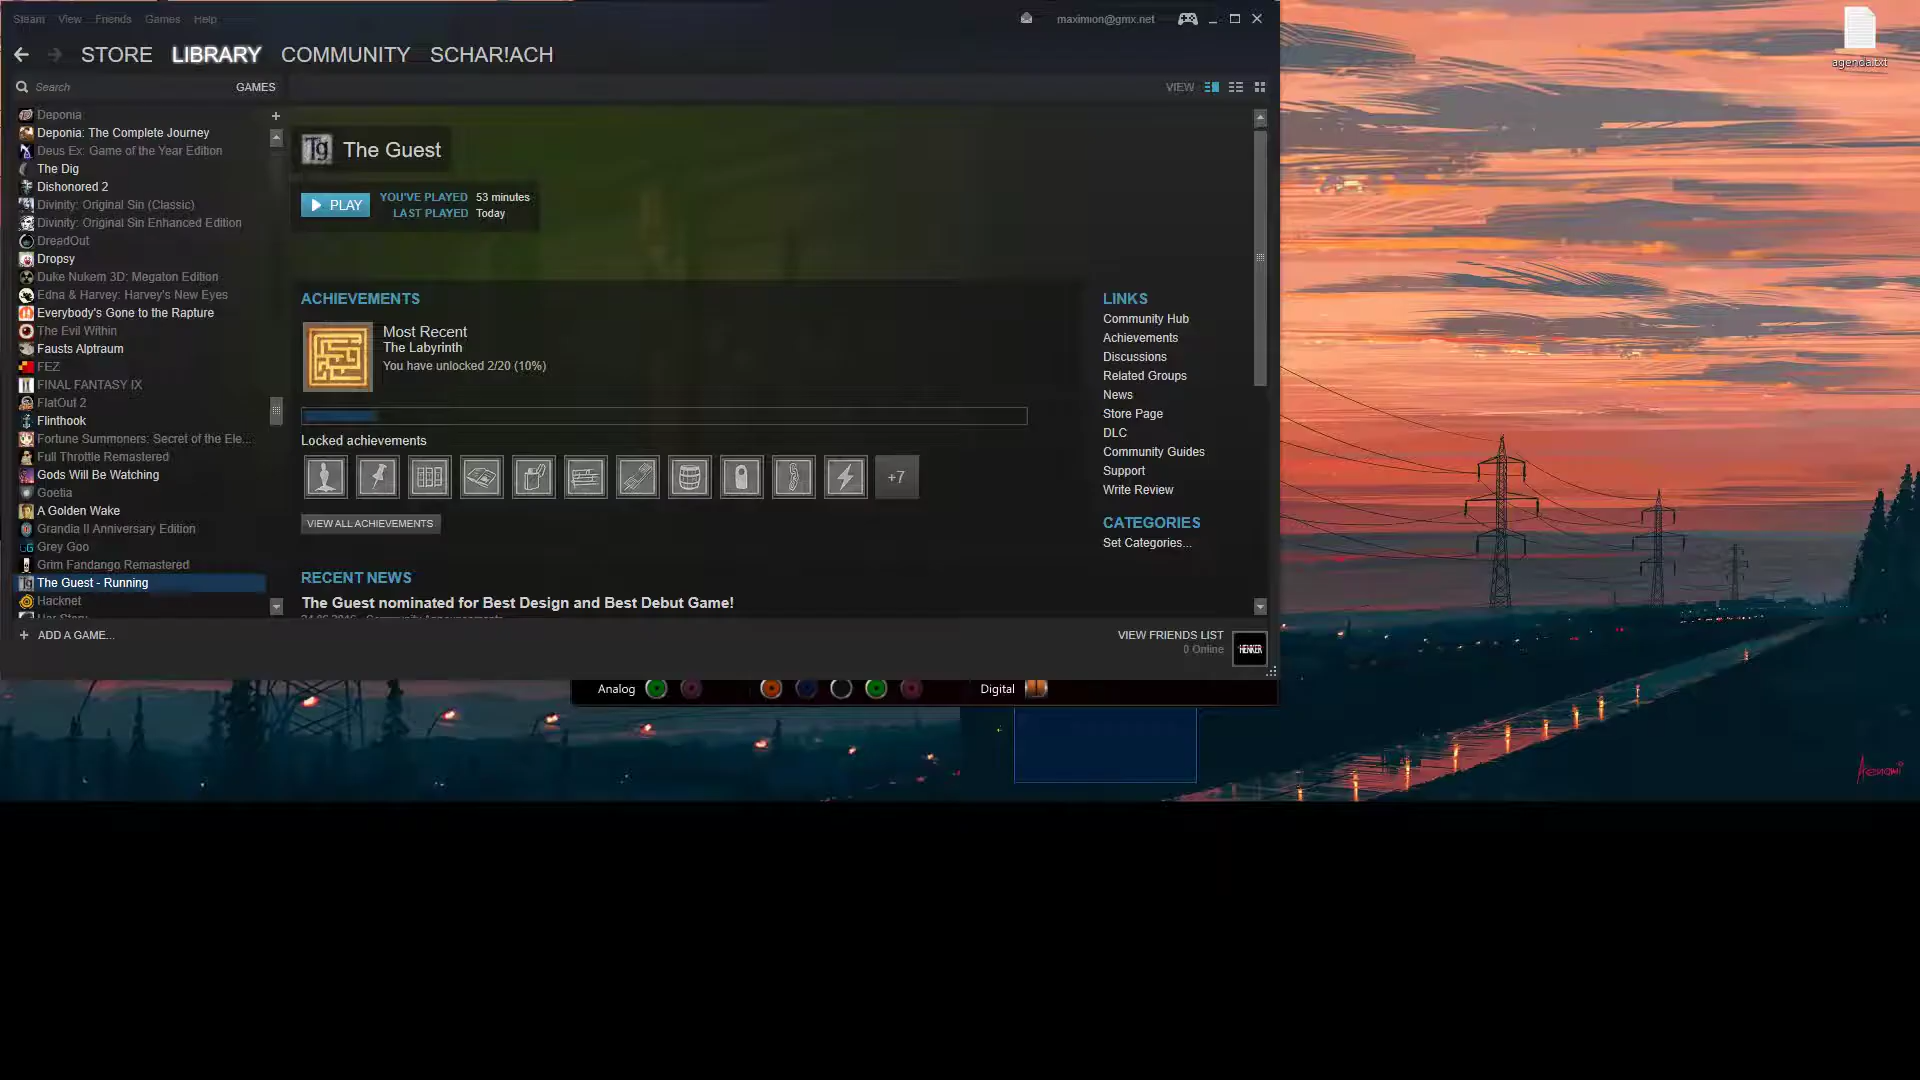 Steam View Friends Games Help
maximion@gmx.net
STORE LIBRARY COMMUNITY SCHAR!ACH
Search
GAMES
VIEW
Deponia
Deponia: The Complete Journey
Deus Ex: Game of the Year Edition
The Dig
Dishonored 2
Divinity: Original Sin (Classic)
Divinity: Original Sin Enhanced Edition
DreadOut
Dropsy
Duke Nukem 3D: Megaton Edition
Edna & Harvey: Harvey's New Eyes
Everybody's Gone to the Rapture
The Evil Within
Fausts Alptraum
FEZ
FINAL FANTASY IX
FlatOut 2
Flinthook
Fortune Summoners: Secret of the Ele...
Full Throttle Remastered
Gods Will Be Watching
Goetia
A Golden Wake
Grandia II Anniversary Edition
Grey Goo
Grim Fandango Remastered
The Guest - Running
Hacknet
+ ADD A GAME...
Tg The Guest
PLAY
YOU'VE PLAYED 53 minutes
LAST PLAYED Today
ACHIEVEMENTS
Most Recent
The Labyrinth
You have unlocked 2/20 (10%)
Locked achievements
+7
VIEW ALL ACHIEVEMENTS
RECENT NEWS
The Guest nominated for Best Design and Best Debut Game!
LINKS
Community Hub
Achievements
Discussions
Related Groups
News
Store Page
DLC
Community Guides
Support
Write Review
CATEGORIES
Set Categories...
VIEW FRIENDS LIST
0 Online
HENKER
Analog
Digital
agenda.txt